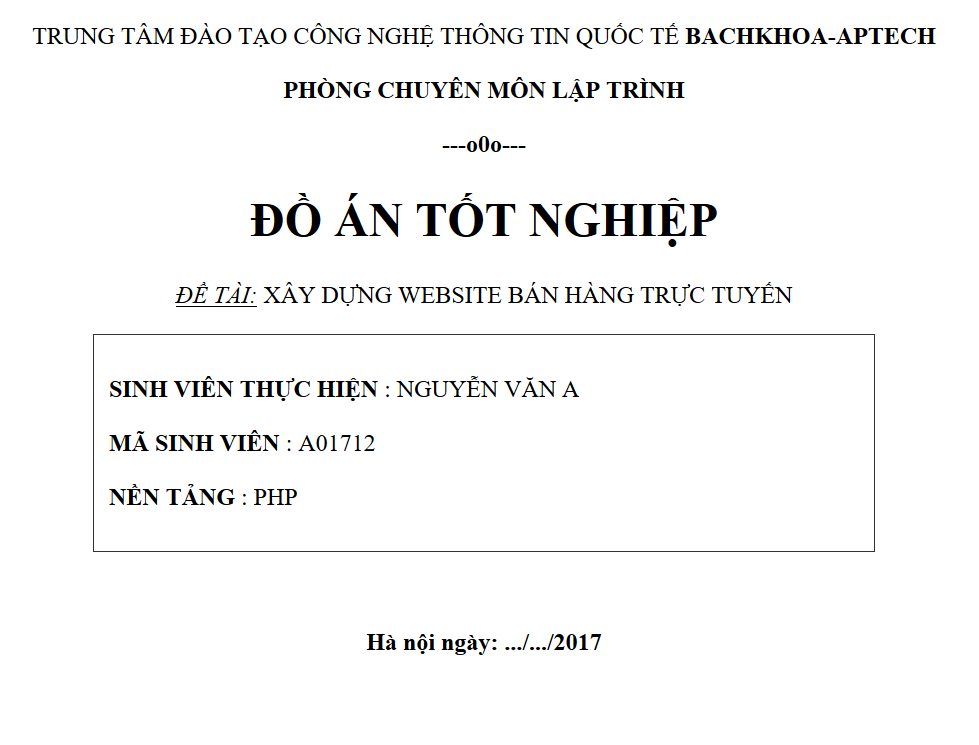 TRUNG TÂM ĐÀO TẠO CÔNG NGHỆ THÔNG TIN QUỐC TẾ BACHKHOA-APTECH
PHÒNG CHUYÊN MÔN LẬP TRÌNH
---o0o---
ĐỒ ÁN TỐT NGHIỆP
ĐỀ TÀI: XÂY DỰNG WEBSITE BÁN HÀNG TRỰC TUYẾN
SINH VIÊN THỰC HIỆN : NGUYỄN VĂN A
MÃ SINH VIÊN : A01712
NỀN TẢNG : PHP
Hà nội ngày: .../.../2017